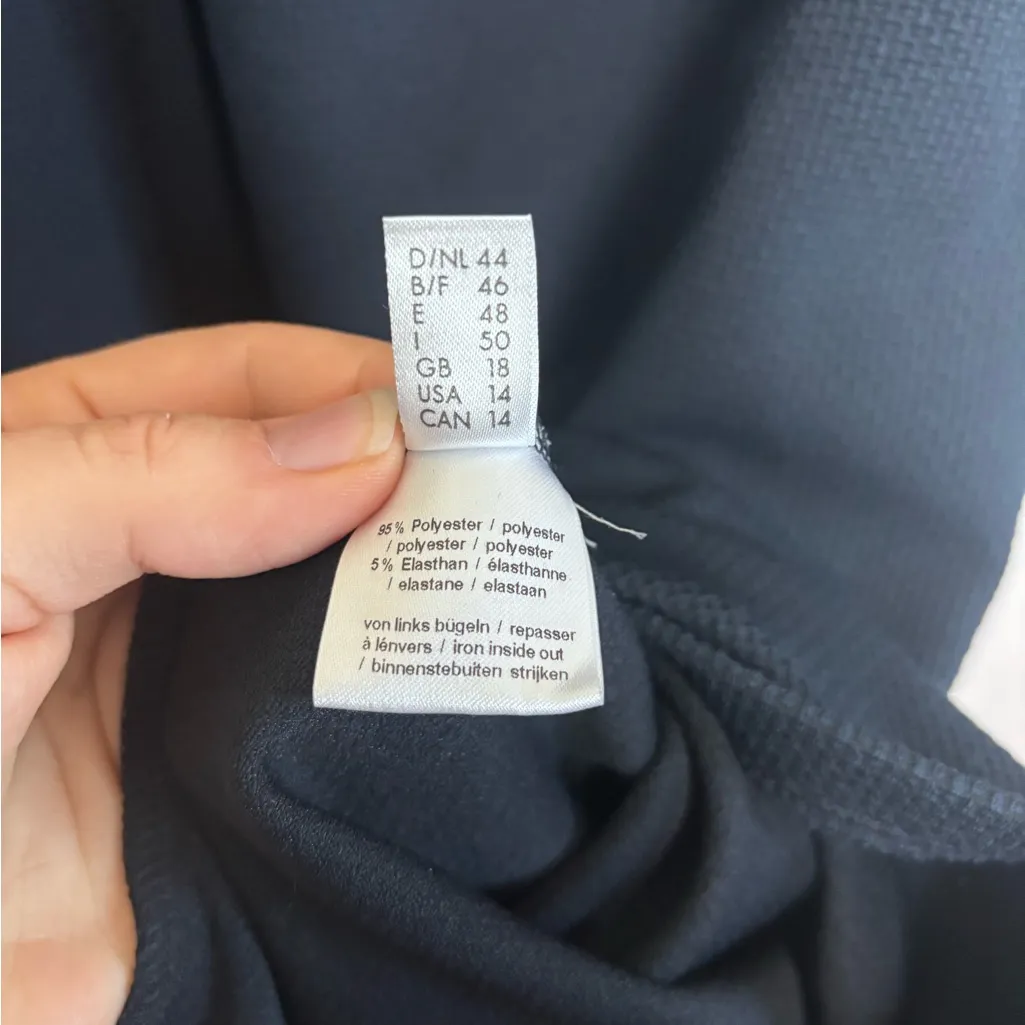 D/NL 44
B/F 46
E 48
I 50
GB 18
USA 14
CAN 14
95% Polyester / polyester
/ polyester / polyester
5% Elasthan / élasthanne
/ elastane / elastaan
von links bügeln / repasser
à lénvers / iron inside out
/ binnenstebuiten strijken